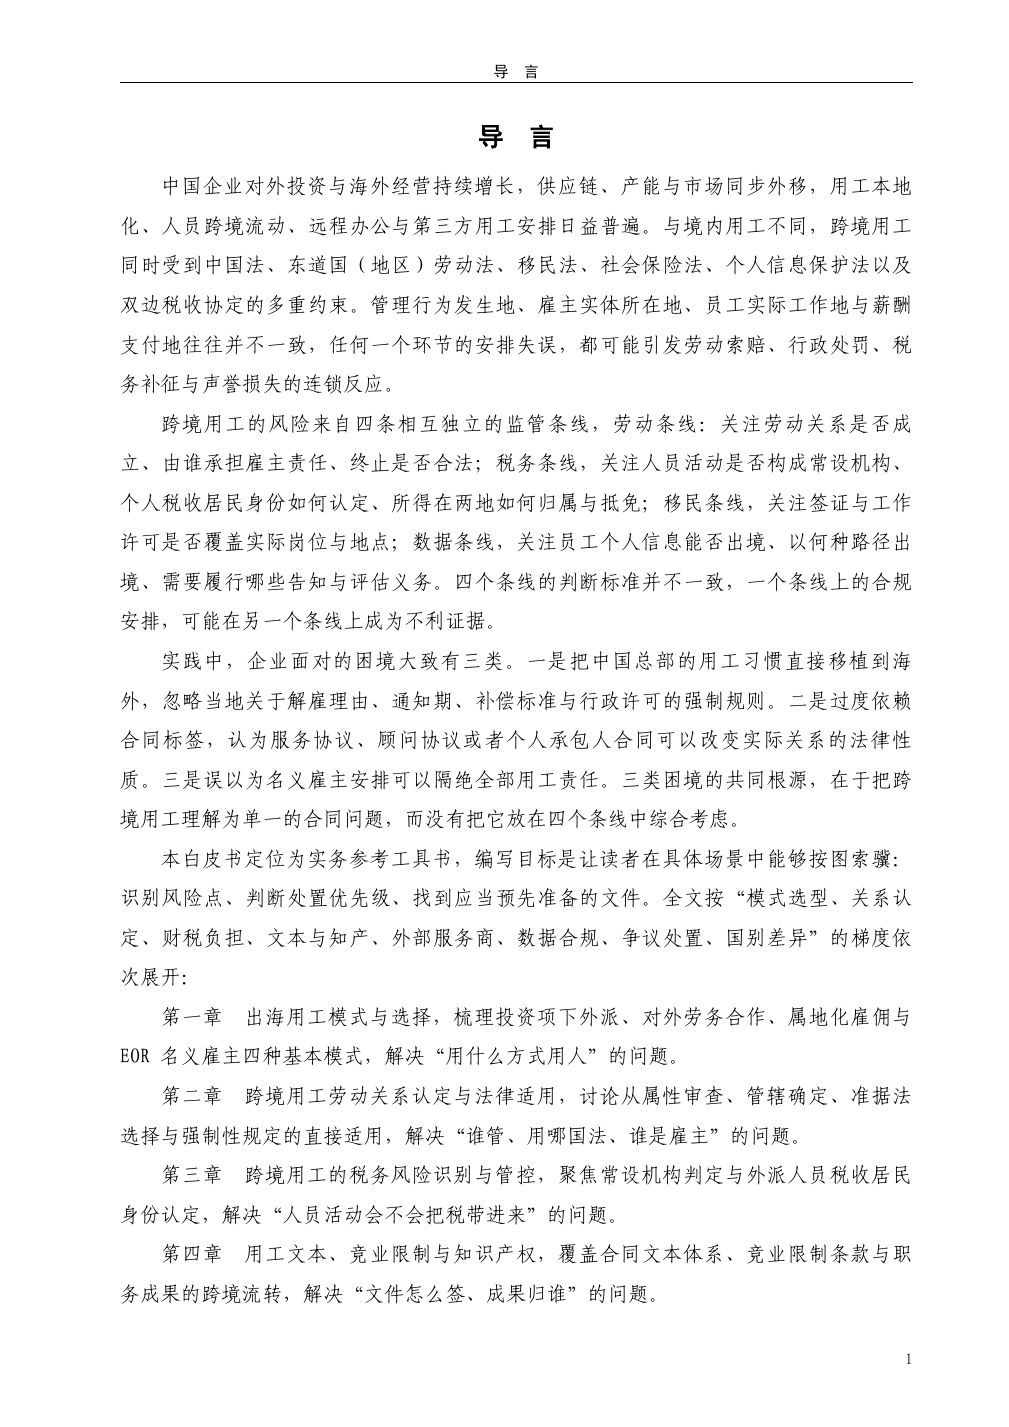 导　言
导　言
中国企业对外投资与海外经营持续增长，供应链、产能与市场同步外移，用工本地
化、人员跨境流动、远程办公与第三方用工安排日益普遍。与境内用工不同，跨境用工
同时受到中国法、东道国（地区）劳动法、移民法、社会保险法、个人信息保护法以及
双边税收协定的多重约束。管理行为发生地、雇主实体所在地、员工实际工作地与薪酬
支付地往往并不一致，任何一个环节的安排失误，都可能引发劳动索赔、行政处罚、税
务补征与声誉损失的连锁反应。
跨境用工的风险来自四条相互独立的监管条线，劳动条线：关注劳动关系是否成
立、由谁承担雇主责任、终止是否合法；税务条线，关注人员活动是否构成常设机构、
个人税收居民身份如何认定、所得在两地如何归属与抵免；移民条线，关注签证与工作
许可是否覆盖实际岗位与地点；数据条线，关注员工个人信息能否出境、以何种路径出
境、需要履行哪些告知与评估义务。四个条线的判断标准并不一致，一个条线上的合规
安排，可能在另一个条线上成为不利证据。
实践中，企业面对的困境大致有三类。一是把中国总部的用工习惯直接移植到海
外，忽略当地关于解雇理由、通知期、补偿标准与行政许可的强制规则。二是过度依赖
合同标签，认为服务协议、顾问协议或者个人承包人合同可以改变实际关系的法律性
质。三是误以为名义雇主安排可以隔绝全部用工责任。三类困境的共同根源，在于把跨
境用工理解为单一的合同问题，而没有把它放在四个条线中综合考虑。
本白皮书定位为实务参考工具书，编写目标是让读者在具体场景中能够按图索骥：
识别风险点、判断处置优先级、找到应当预先准备的文件。全文按“模式选型、关系认
定、财税负担、文本与知产、外部服务商、数据合规、争议处置、国别差异”的梯度依
次展开：
第一章　出海用工模式与选择，梳理投资项下外派、对外劳务合作、属地化雇佣与
EOR 名义雇主四种基本模式，解决“用什么方式用人”的问题。
第二章　跨境用工劳动关系认定与法律适用，讨论从属性审查、管辖确定、准据法
选择与强制性规定的直接适用，解决“谁管、用哪国法、谁是雇主”的问题。
第三章　跨境用工的税务风险识别与管控，聚焦常设机构判定与外派人员税收居民
身份认定，解决“人员活动会不会把税带进来”的问题。
第四章　用工文本、竞业限制与知识产权，覆盖合同文本体系、竞业限制条款与职
务成果的跨境流转，解决“文件怎么签、成果归谁”的问题。
1